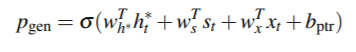 p_gen = σ(w_{h*}^T h_t^* + w_s^T s_t + w_x^T x_t + b_ptr)